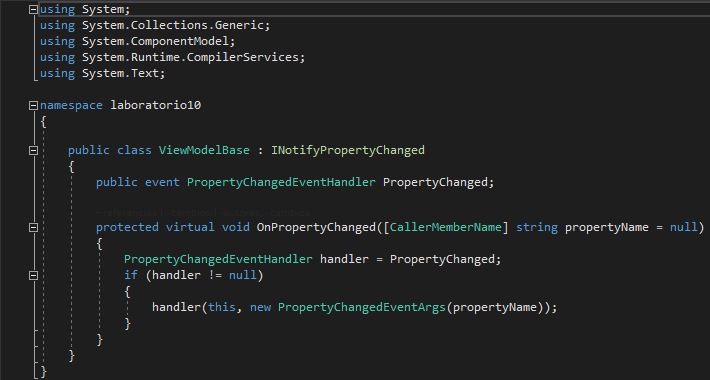 using System;
using System.Collections.Generic;
using System.ComponentModel;
using System.Runtime.CompilerServices;
using System.Text;
namespace laboratorio10
{
public class ViewModelBase : INotifyPropertyChanged
{
public event PropertyChangedEventHandler PropertyChanged;
protected virtual void OnPropertyChanged([CallerMemberName] string propertyName = null)
{
PropertyChangedEventHandler handler = PropertyChanged;
if (handler != null)
{
handler(this, new PropertyChangedEventArgs(propertyName));
}
}
}
}